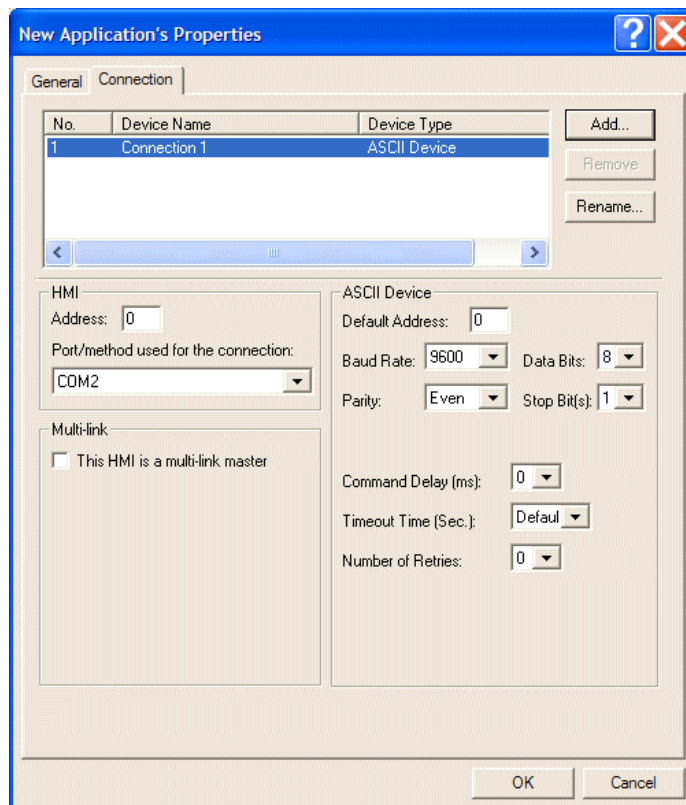 New Application's Properties
General Connection
No. Device Name Device Type
1 Connection 1 ASCII Device
Add...
Remove
Rename...
HMI
Address: 0
Port/method used for the connection:
COM2
Multi-link
This HMI is a multi-link master
ASCII Device
Default Address: 0
Baud Rate: 9600 Data Bits: 8
Parity: Even Stop Bit(s): 1
Command Delay (ms): 0
Timeout Time (Sec.): Defaul
Number of Retries: 0
OK Cancel